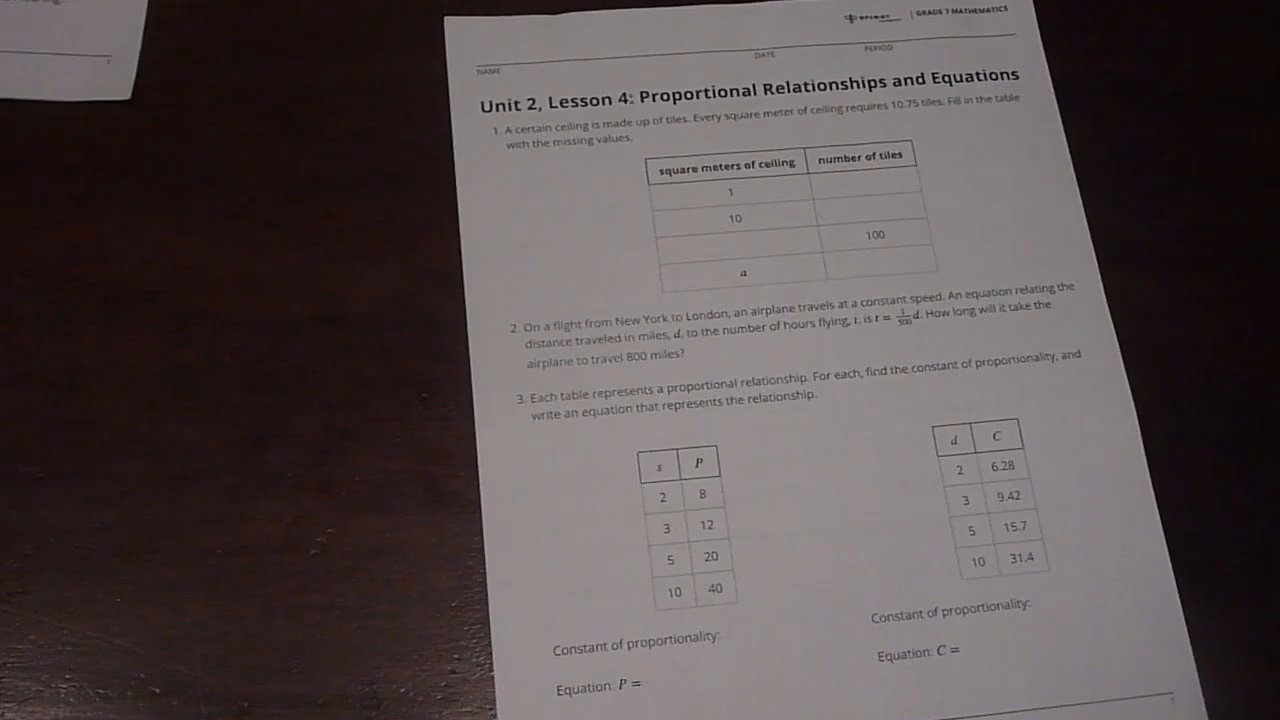 GRADE 7 MATHEMATICS
NAME DATE PERIOD
Unit 2, Lesson 4: Proportional Relationships and Equations
1. A certain ceiling is made up of tiles. Every square meter of ceiling requires 10.75 tiles. Fill in the table
with the missing values.
square meters of ceiling number of tiles
1
10
100
a
2. On a flight from New York to London, an airplane travels at a constant speed. An equation relating the
distance traveled in miles, d, to the number of hours flying, t, is t = 1/500 d. How long will it take the
airplane to travel 800 miles?
3. Each table represents a proportional relationship. For each, find the constant of proportionality, and
write an equation that represents the relationship.
s P
2 8
3 12
5 20
10 40
Constant of proportionality:
Equation: P =
d C
2 6.28
3 9.42
5 15.7
10 31.4
Constant of proportionality:
Equation: C =